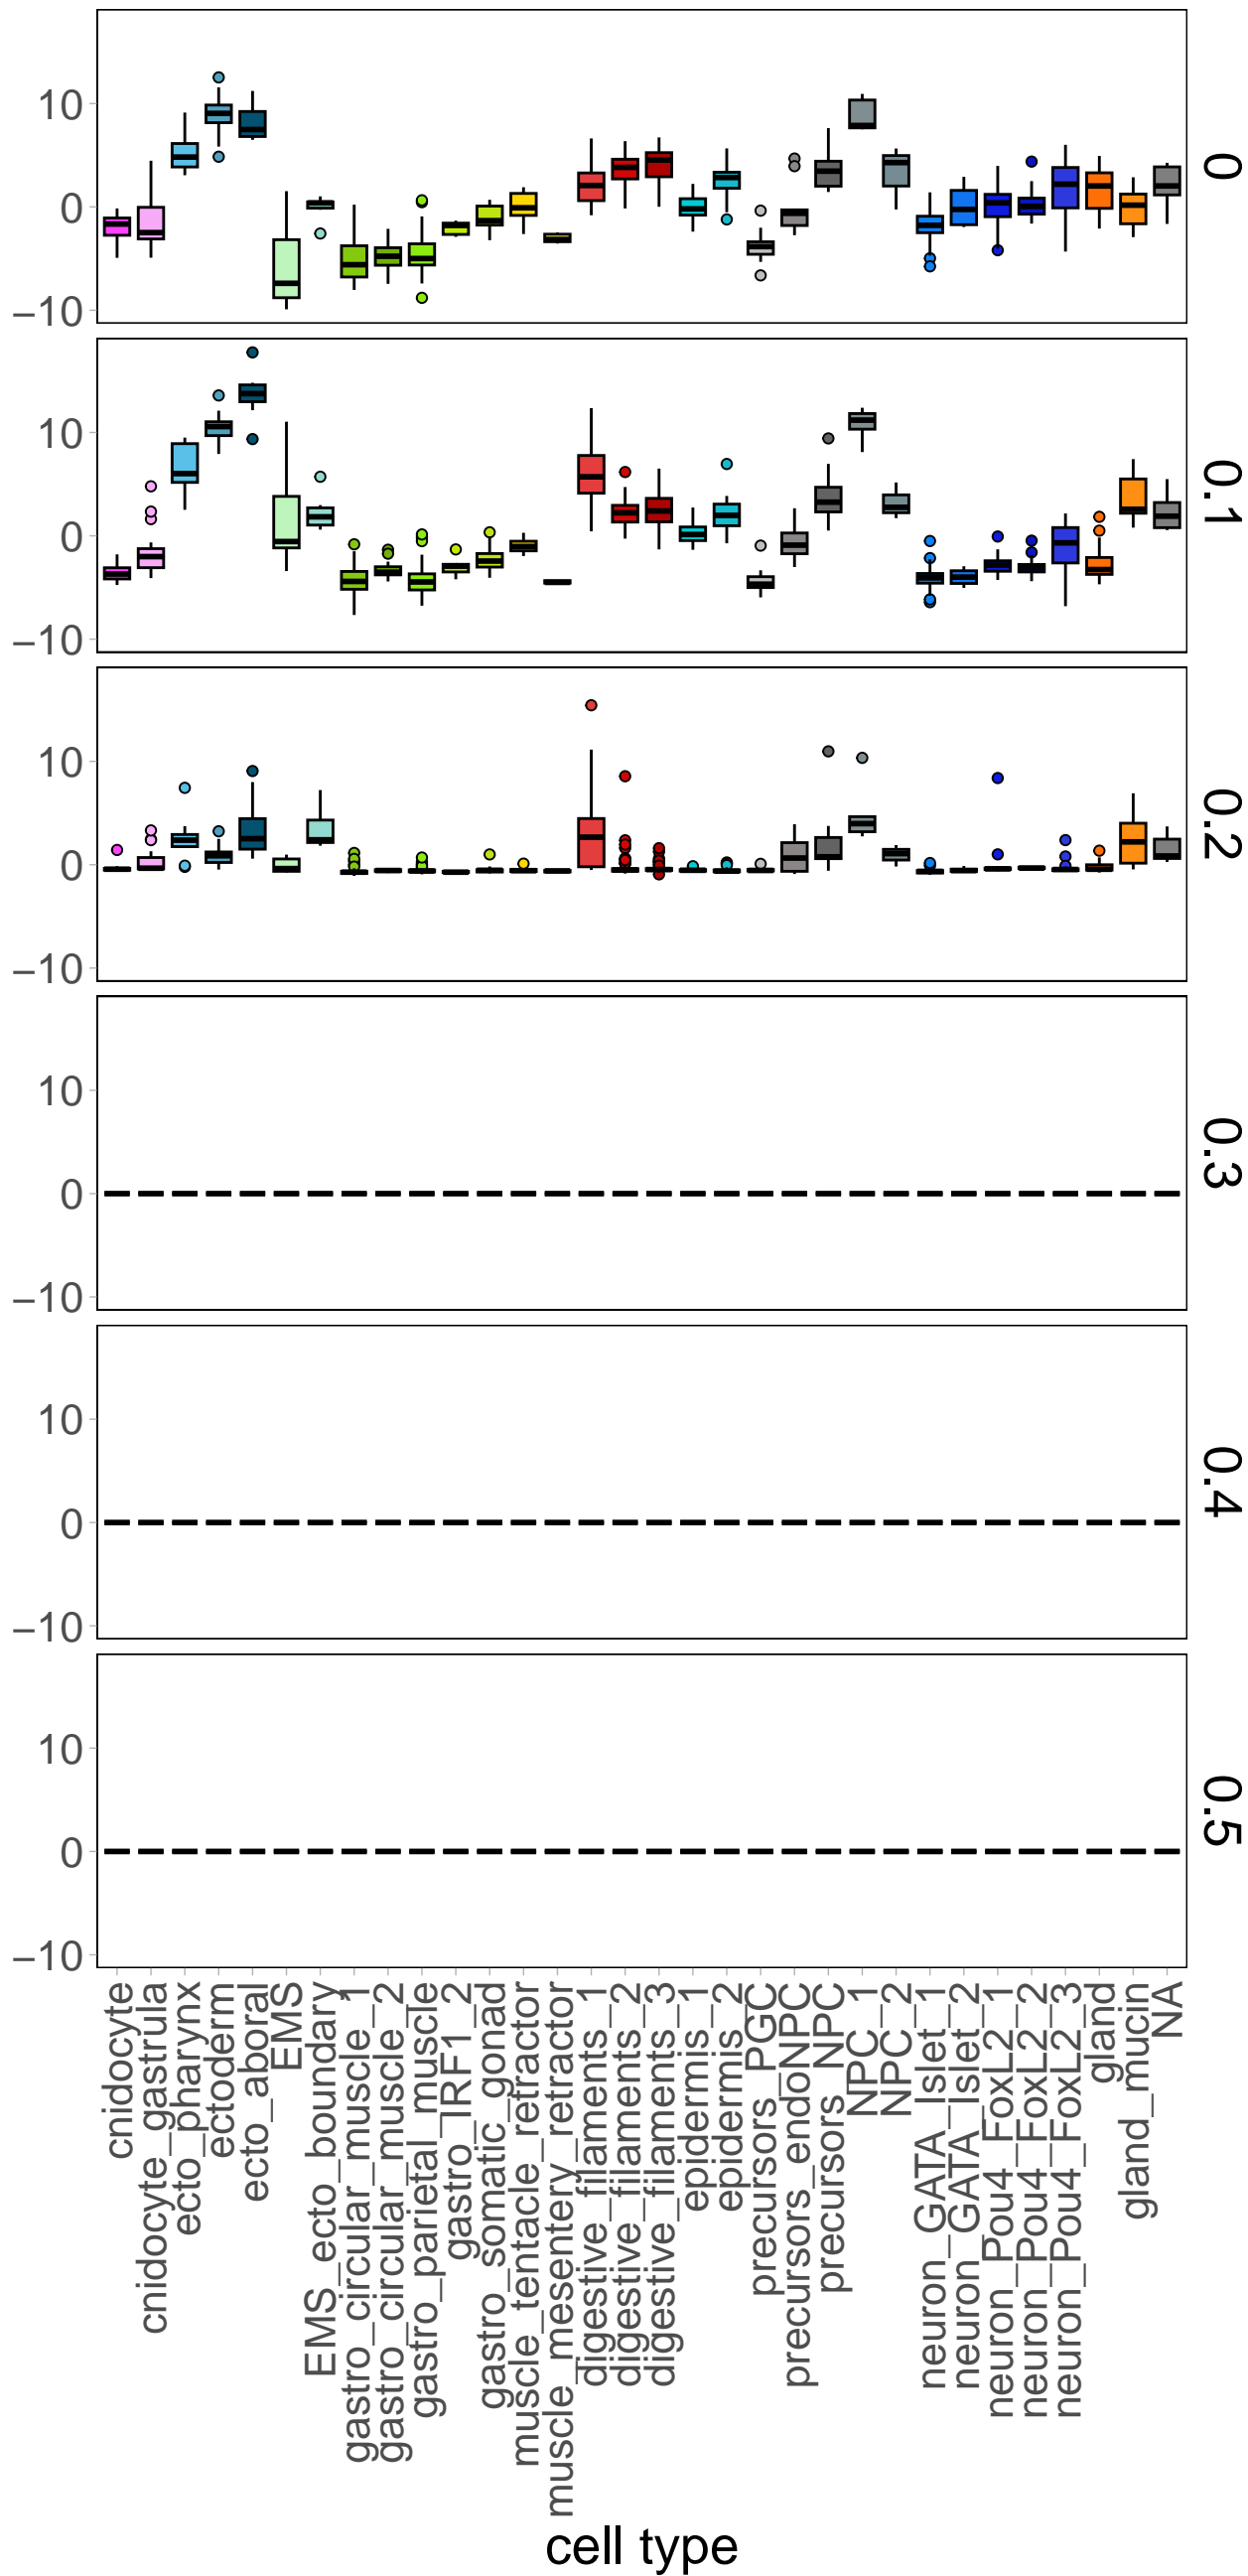 10
0
−10
0
10
0
−10
0.1
10
0
−10
0.2
10
0
−10
0.3
10
0
−10
0.4
10
0
−10
0.5
cnidocyte
cnidocyte_gastrula
ecto_pharynx
ectoderm
ecto_aboral
EMS
EMS_ecto_boundary
gastro_circular_muscle_1
gastro_circular_muscle_2
gastro_parietal_muscle
gastro_IRF1_2
gastro_somatic_gonad
muscle_tentacle_retractor
muscle_mesentery_retractor
digestive_filaments_1
digestive_filaments_2
digestive_filaments_3
epidermis_1
epidermis_2
precursors_PGC
precursors_endoNPC
precursors_NPC
NPC_1
NPC_2
neuron_GATA_Islet_1
neuron_GATA_Islet_2
neuron_Pou4_FoxL2_1
neuron_Pou4_FoxL2_2
neuron_Pou4_FoxL2_3
gland
gland_mucin
NA
cell type